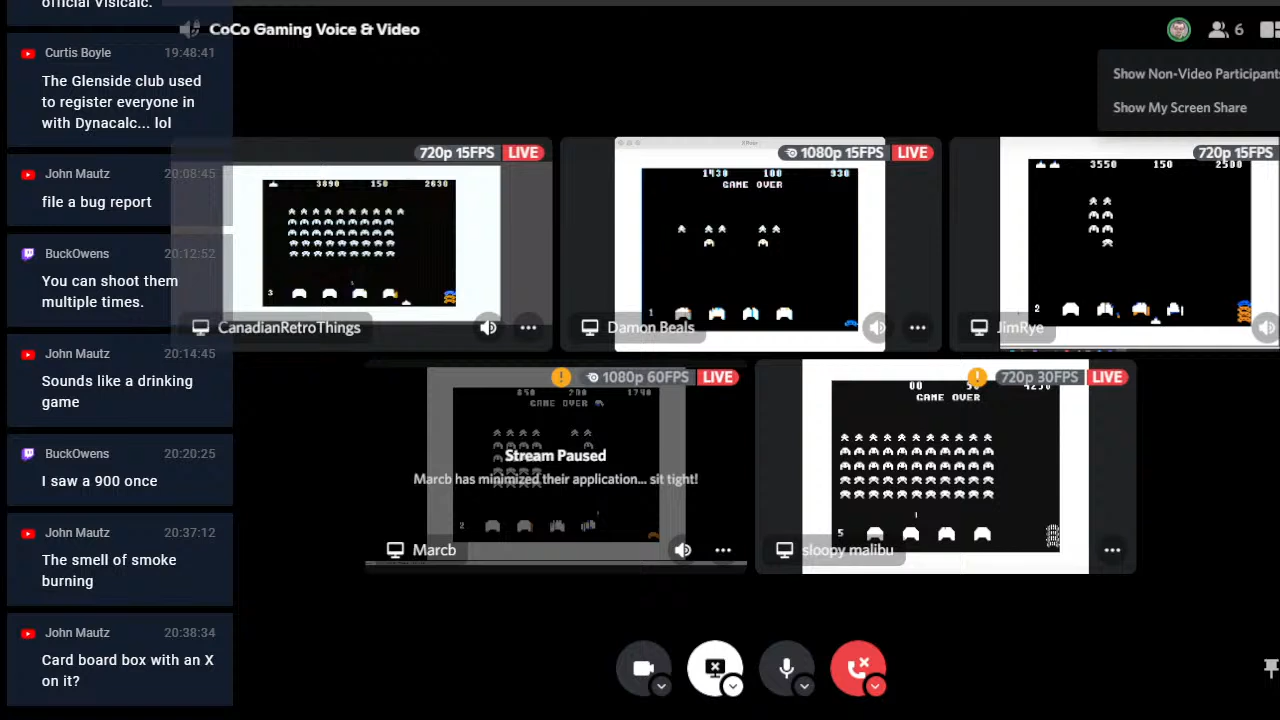 official Visicalc.
Curtis Boyle 19:48:41
The Glenside club used
to register everyone in
with Dynacalc... lol
John Mautz 20:08:45
file a bug report
BuckOwens 20:12:52
You can shoot them
multiple times.
John Mautz 20:14:45
Sounds like a drinking
game
BuckOwens 20:20:25
I saw a 900 once
John Mautz 20:37:12
The smell of smoke
burning
John Mautz 20:38:34
Card board box with an X
on it?
CoCo Gaming Voice & Video
6
Show Non-Video Participants
Show My Screen Share
720p 15FPS LIVE
3890 150 2630
3
CanadianRetroThings
1080p 15FPS LIVE
1430 100 930
GAME OVER
1
Damon Beals
720p 15FPS
3550 150 2500
2
JimRye
1080p 60FPS LIVE
850 200 1790
GAME OVER
Stream Paused
Marcb has minimized their application... sit tight!
2
Marcb
720p 30FPS LIVE
GAME OVER
5
sloopy malibu